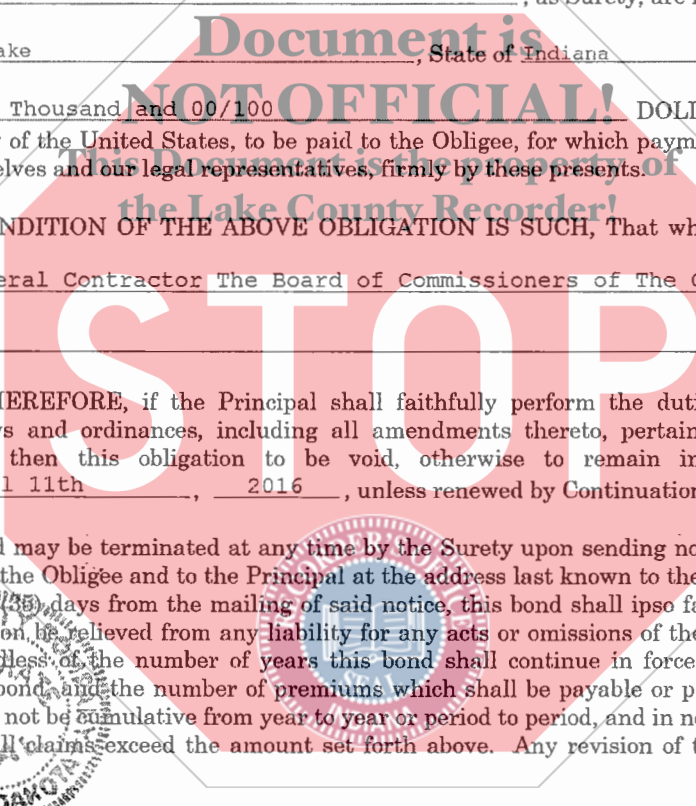 , as Surety, are
ake , State of Indiana
Document is
NOT OFFICIAL!
This Document is the property of
the Lake County Recorder!
Thousand and 00/100 DOLL
of the United States, to be paid to the Obligee, for which paym
elves and our legal representatives, firmly by these presents.
NDITION OF THE ABOVE OBLIGATION IS SUCH, That wh
eral Contractor The Board of Commissioners of The C
STOP
HEREFORE, if the Principal shall faithfully perform the duti
s and ordinances, including all amendments thereto, pertain
then this obligation to be void, otherwise to remain in
l 11th , 2016 , unless renewed by Continuation
d may be terminated at any time by the Surety upon sending no
the Obligee and to the Principal at the address last known to the
(35) days from the mailing of said notice, this bond shall ipso fa
on be relieved from any liability for any acts or omissions of the
dless of the number of years this bond shall continue in force
bond, and the number of premiums which shall be payable or p
not be cumulative from year to year or period to period, and in no
ll claims exceed the amount set forth above. Any revision of t
SEAL
INDIANA